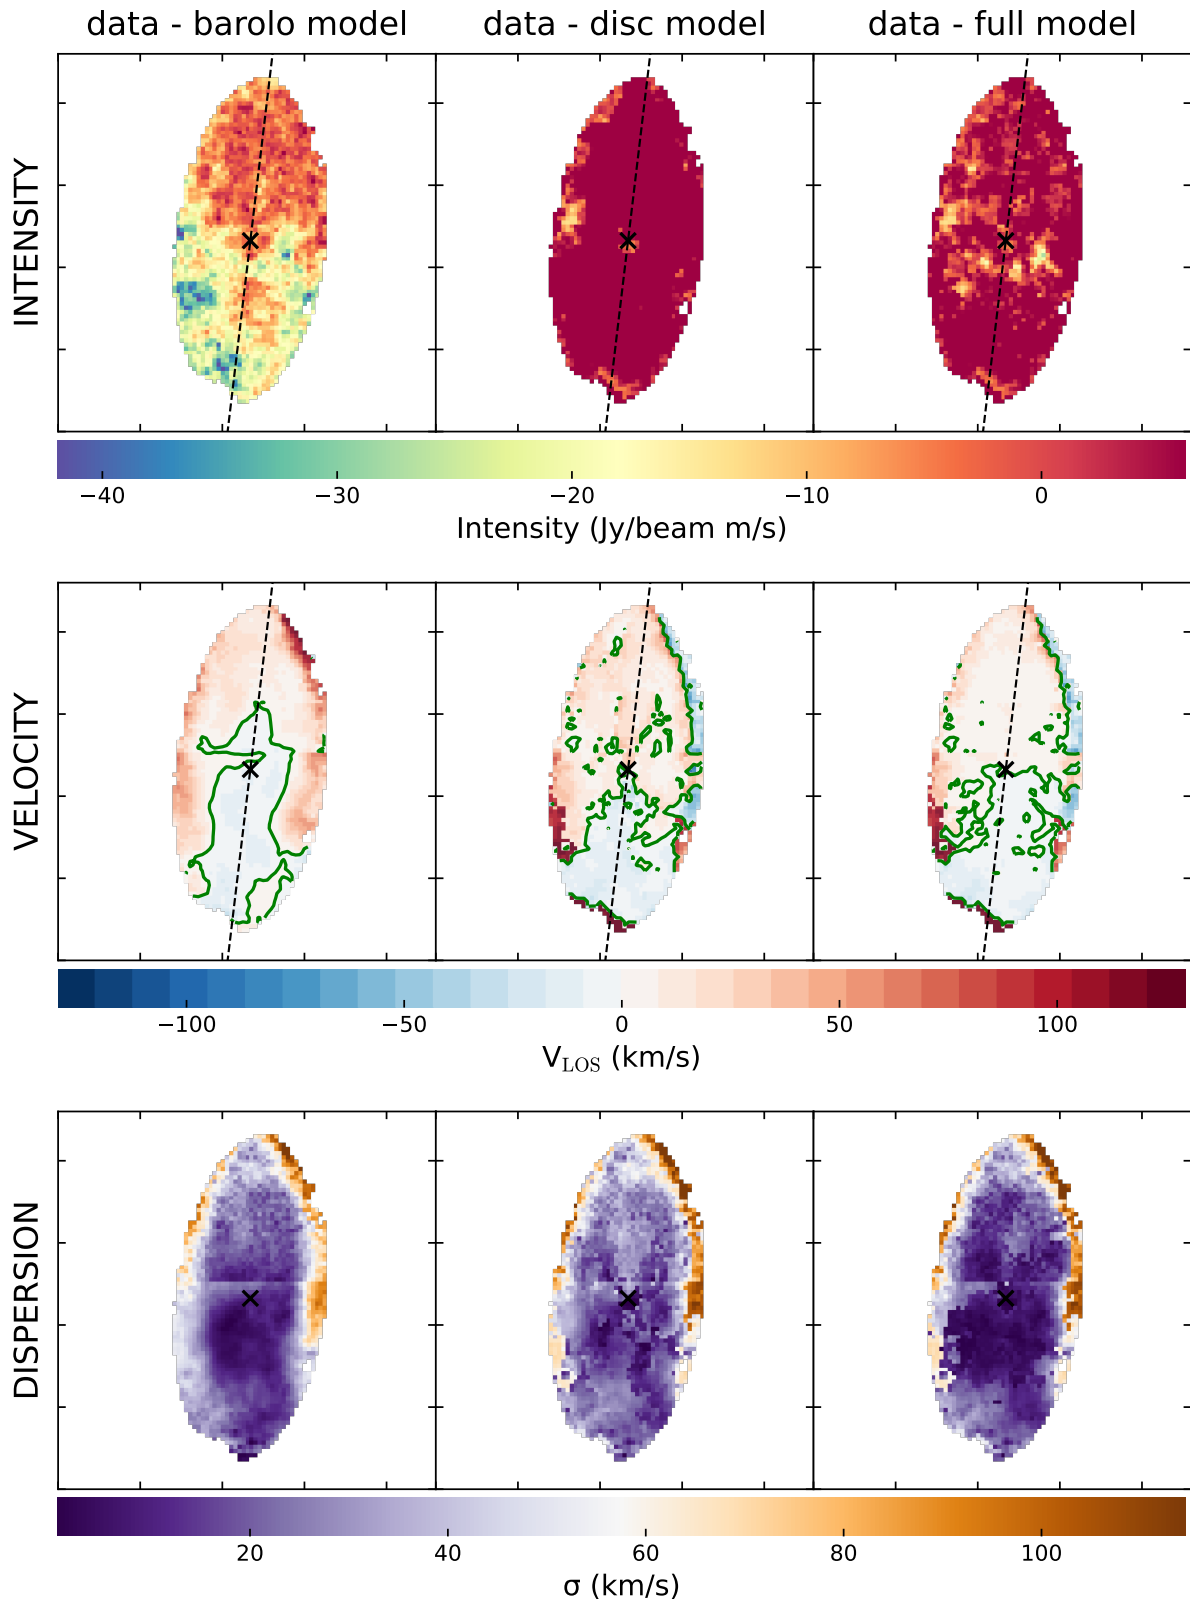 data - barolo model data - disc model data - full model
INTENSITY
−40 −30 −20 −10 0
Intensity (Jy/beam m/s)
VELOCITY
−100 −50 0 50 100
V_LOS (km/s)
DISPERSION
20 40 60 80 100
σ (km/s)